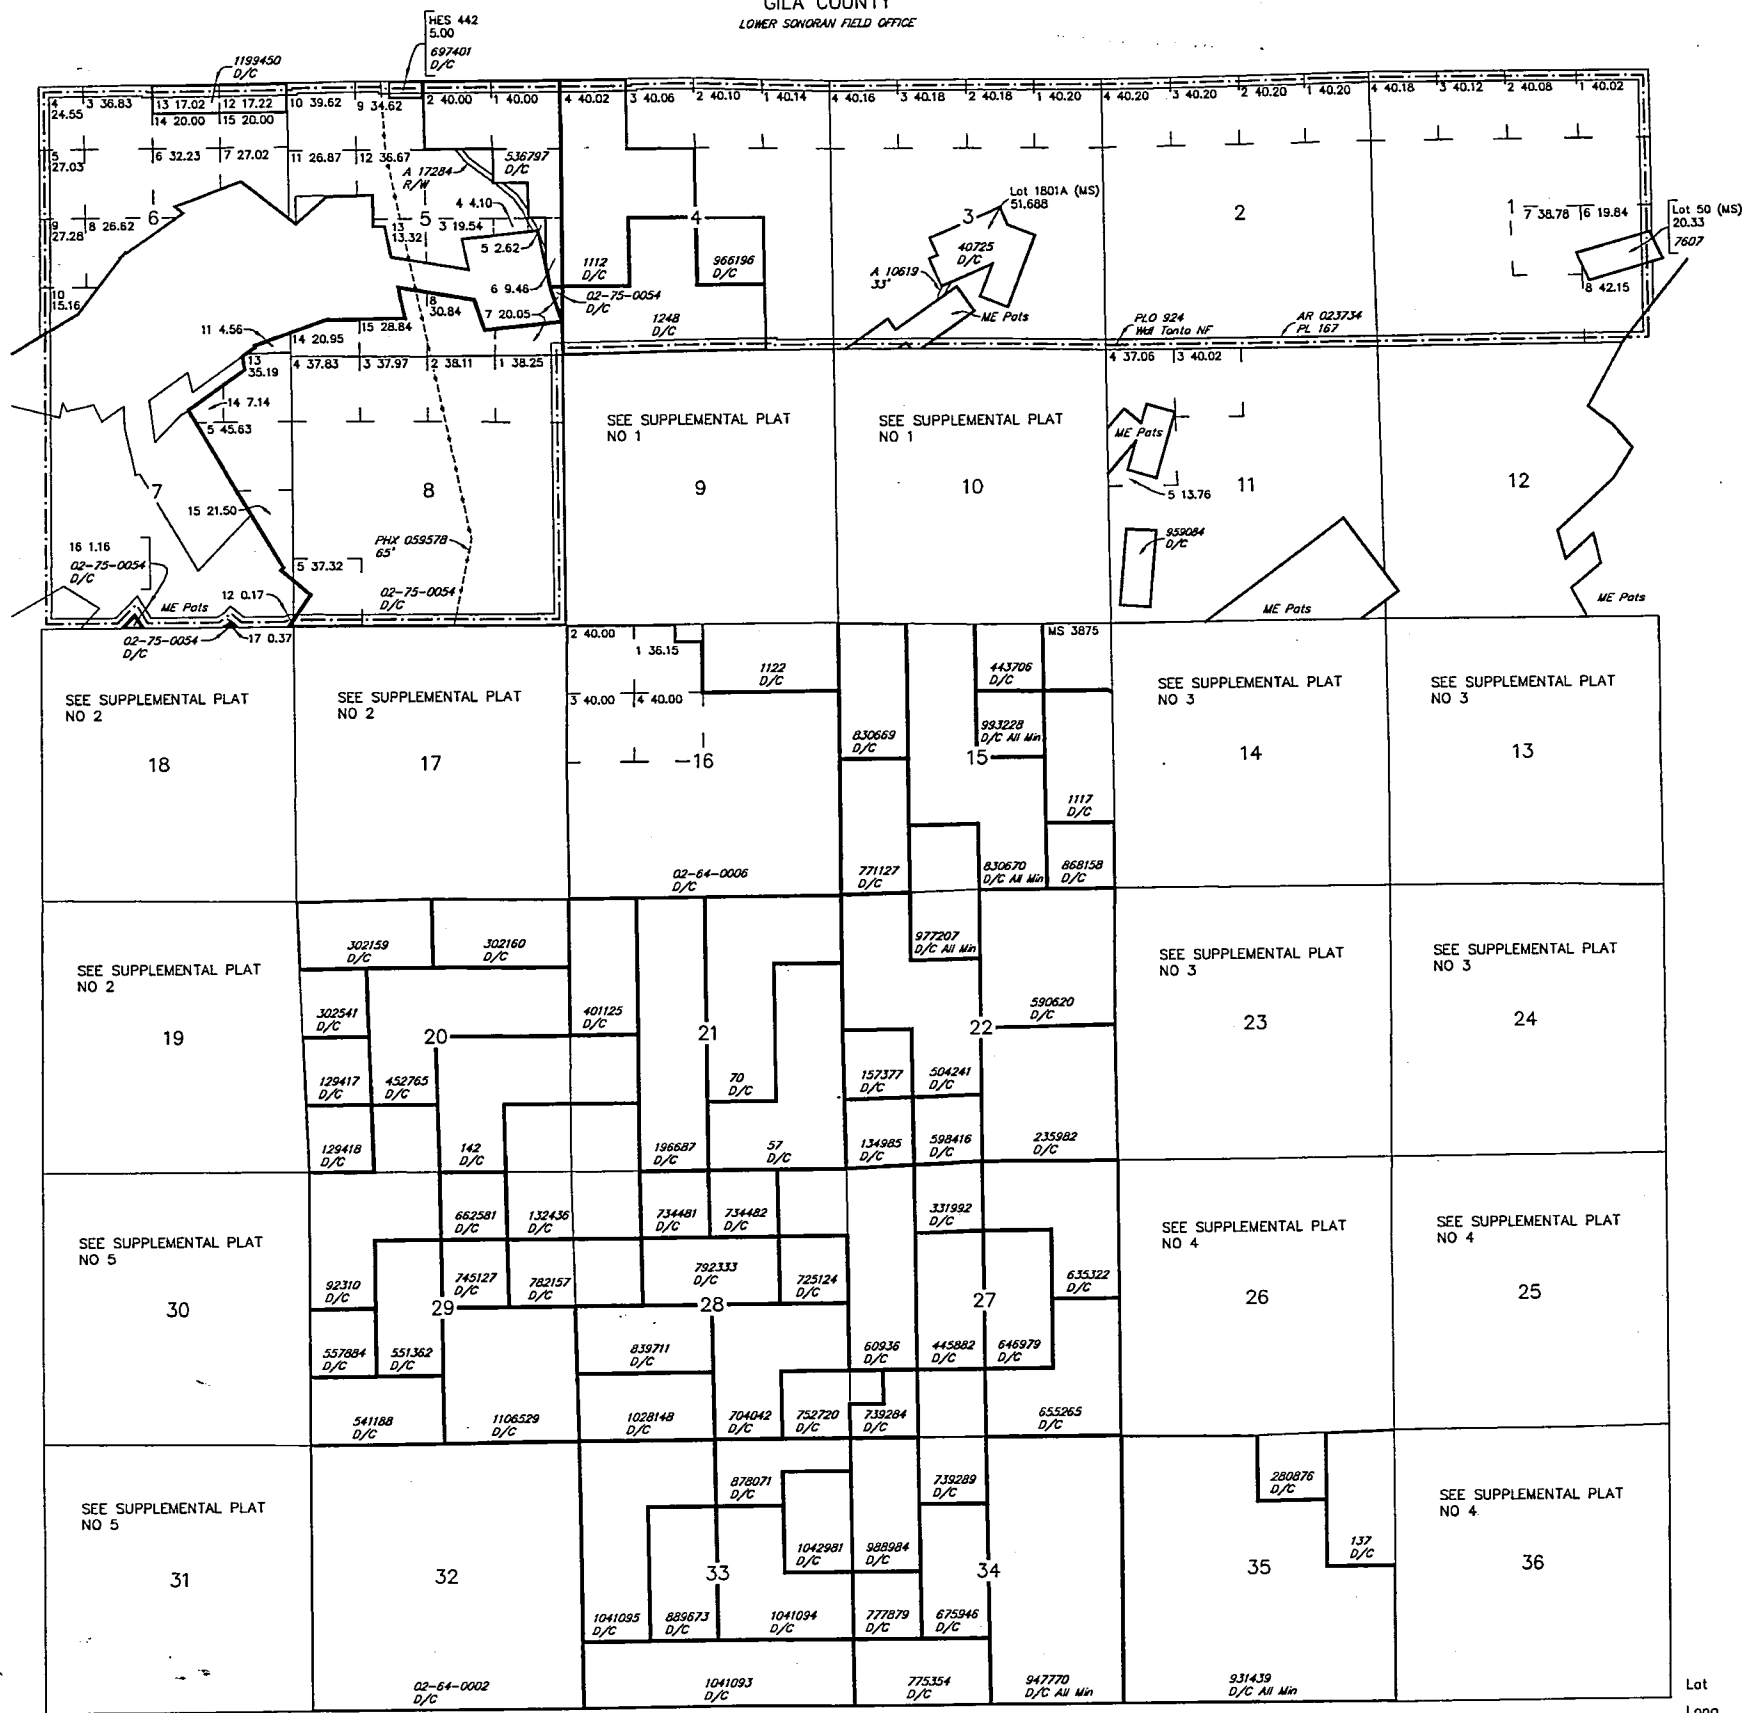 GILA COUNTY
LOWER SONORAN FIELD OFFICE
HES 442
5.00
697401
D/C
1199450
D/C
4
24.55
3 36.83
13 17.02
12 17.22
10 39.62
9 34.62
2 40.00
1 40.00
4 40.02
3 40.06
2 40.10
1 40.14
4 40.16
3 40.18
2 40.18
1 40.20
4 40.20
3 40.20
2 40.20
1 40.20
4 40.18
3 40.12
2 40.08
1 40.02
14 20.00
15 20.00
5
27.03
6 32.23
7 27.02
11 26.87
12 36.67
A 17284
R/W
536797
D/C
9
27.28
8 26.62
6
13
13.32
5
4 4.10
3 19.54
5 2.62
4
3
Lot 1801A (MS)
51.688
2
1
7 38.78
6 19.84
Lot 50 (MS)
20.33
7607
40725
D/C
A 10619
33'
1112
D/C
966196
D/C
10
15.16
6 9.46
02-75-0054
D/C
8
30.84
7 20.05
8 42.15
11 4.56
14 20.95
15 28.84
1248
ME Pats
PLO 924
Wdl Tonto NF
AR 023734
PL 167
13
35.19
4 37.83
3 37.97
2 38.11
1 38.25
4 37.06
3 40.02
14 7.14
5 45.63
SEE SUPPLEMENTAL PLAT
NO 1
SEE SUPPLEMENTAL PLAT
NO 1
ME Pats
7
8
9
10
11
12
15 21.50
5 13.76
PHX 059578
65'
959084
D/C
16 1.16
02-75-0054
D/C
5 37.32
12 0.17
ME Pats
02-75-0054
D/C
ME Pats
ME Pats
02-75-0054
D/C
17 0.37
2 40.00
1 36.15
MS 3875
1122
D/C
443706
D/C
SEE SUPPLEMENTAL PLAT
NO 2
SEE SUPPLEMENTAL PLAT
NO 2
3 40.00
4 40.00
SEE SUPPLEMENTAL PLAT
NO 3
SEE SUPPLEMENTAL PLAT
NO 3
830669
D/C
993228
D/C All Min
18
17
16
15
14
13
1117
D/C
02-64-0006
D/C
771127
D/C
830670
D/C All Min
868158
D/C
302159
D/C
302160
D/C
977207
D/C All Min
SEE SUPPLEMENTAL PLAT
NO 2
SEE SUPPLEMENTAL PLAT
NO 3
SEE SUPPLEMENTAL PLAT
NO 3
302541
D/C
401125
D/C
590620
D/C
19
20
21
22
23
24
129417
D/C
452765
D/C
70
D/C
157377
D/C
504241
D/C
129418
D/C
142
D/C
196687
D/C
57
D/C
134985
D/C
598416
D/C
235982
D/C
662581
D/C
132436
D/C
734481
D/C
734482
D/C
331992
D/C
SEE SUPPLEMENTAL PLAT
NO 5
SEE SUPPLEMENTAL PLAT
NO 4
SEE SUPPLEMENTAL PLAT
NO 4
92310
D/C
745127
D/C
782157
D/C
792333
D/C
725124
D/C
635322
D/C
30
29
28
27
26
25
557884
D/C
551362
D/C
839711
D/C
60936
D/C
445882
D/C
646979
D/C
541188
D/C
1106529
D/C
1028148
D/C
704042
D/C
752720
D/C
739284
D/C
655265
D/C
878071
D/C
739289
D/C
280876
D/C
SEE SUPPLEMENTAL PLAT
NO 5
SEE SUPPLEMENTAL PLAT
NO 4
1042981
D/C
988984
D/C
137
D/C
31
32
33
34
35
36
1041095
D/C
889673
D/C
1041094
D/C
777879
D/C
675946
D/C
02-64-0002
D/C
1041093
D/C
775354
D/C
947770
D/C All Min
931439
D/C All Min
Lat
Long